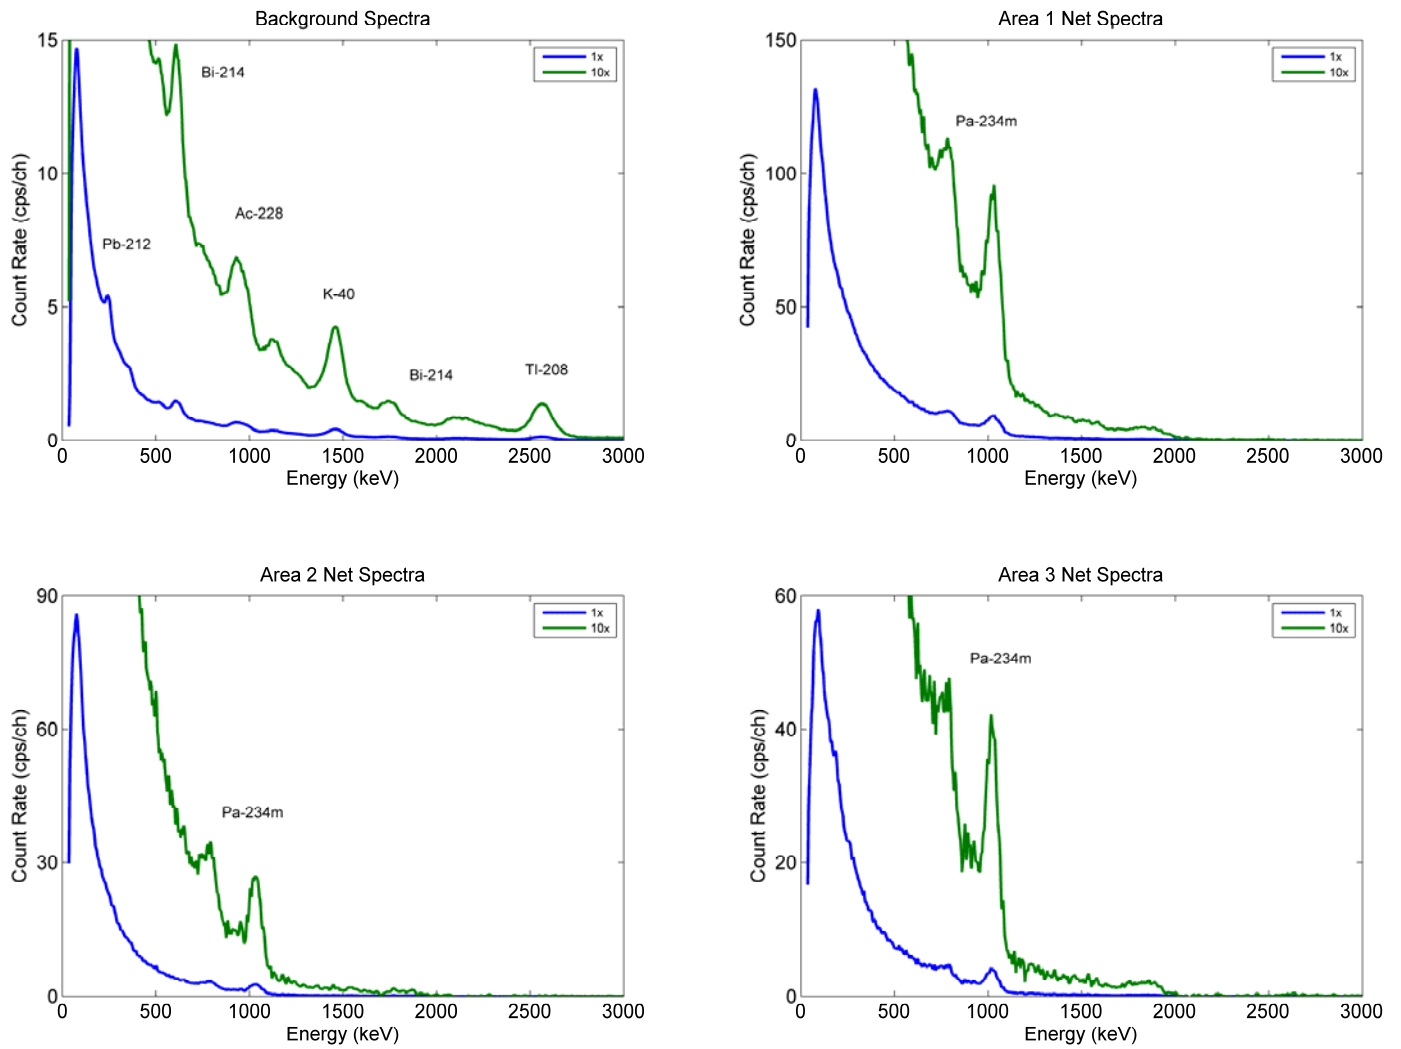 Background Spectra
15
10
5
0
Count Rate (cps/ch)
1x
10x
Bi-214
Ac-228
Pb-212
K-40
Bi-214
Tl-208
0 500 1000 1500 2000 2500 3000
Energy (keV)
Area 1 Net Spectra
150
100
50
0
Count Rate (cps/ch)
1x
10x
Pa-234m
0 500 1000 1500 2000 2500 3000
Energy (keV)
Area 2 Net Spectra
90
60
30
0
Count Rate (cps/ch)
1x
10x
Pa-234m
0 500 1000 1500 2000 2500 3000
Energy (keV)
Area 3 Net Spectra
60
40
20
0
Count Rate (cps/ch)
1x
10x
Pa-234m
0 500 1000 1500 2000 2500 3000
Energy (keV)